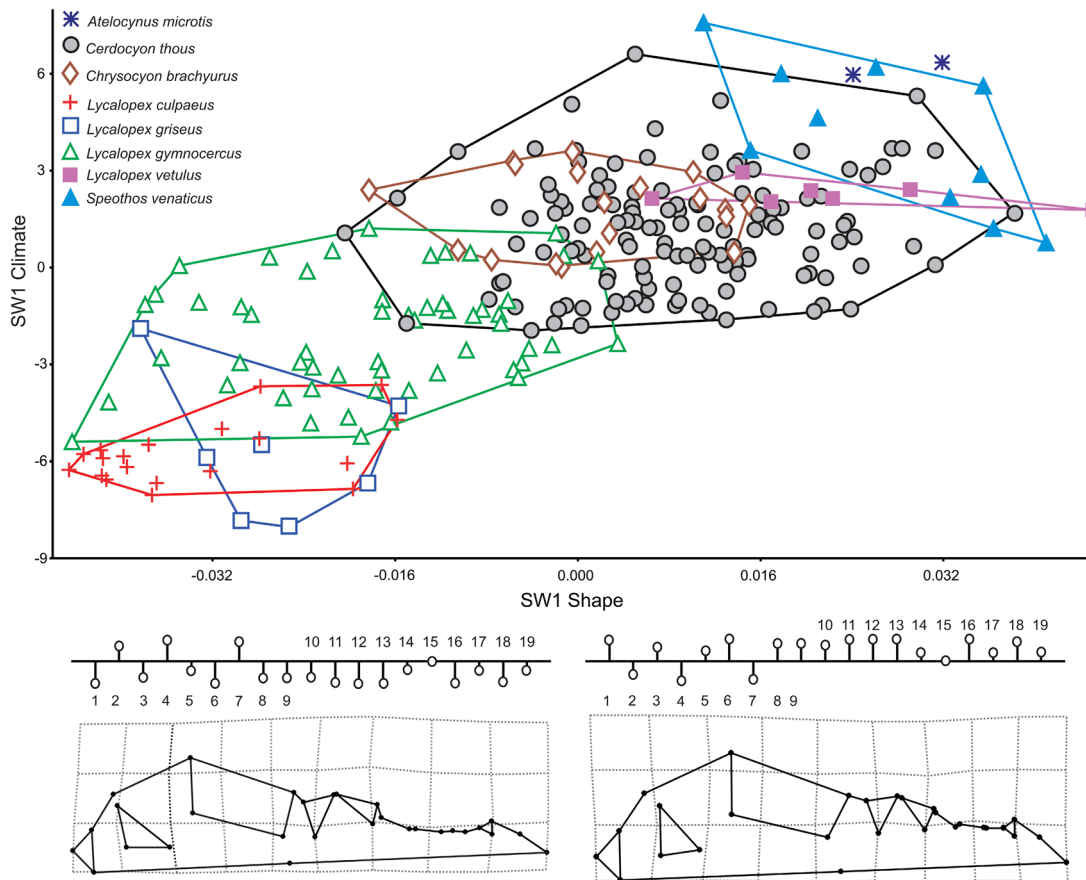 Atelocynus microtis
Cerdocyon thous
Chrysocyon brachyurus
Lycalopex culpaeus
Lycalopex griseus
Lycalopex gymnocercus
Lycalopex vetulus
Speothos venaticus
SW1 Climate
6
3
0
-3
-6
-9
-0.032 -0.016 0.000 0.016 0.032
SW1 Shape
10 11 12 13 14 15 16 17 18 19
1 2 3 4 5 6 7 8 9
10 11 12 13 14 15 16 17 18 19
1 2 3 4 5 6 7 8 9